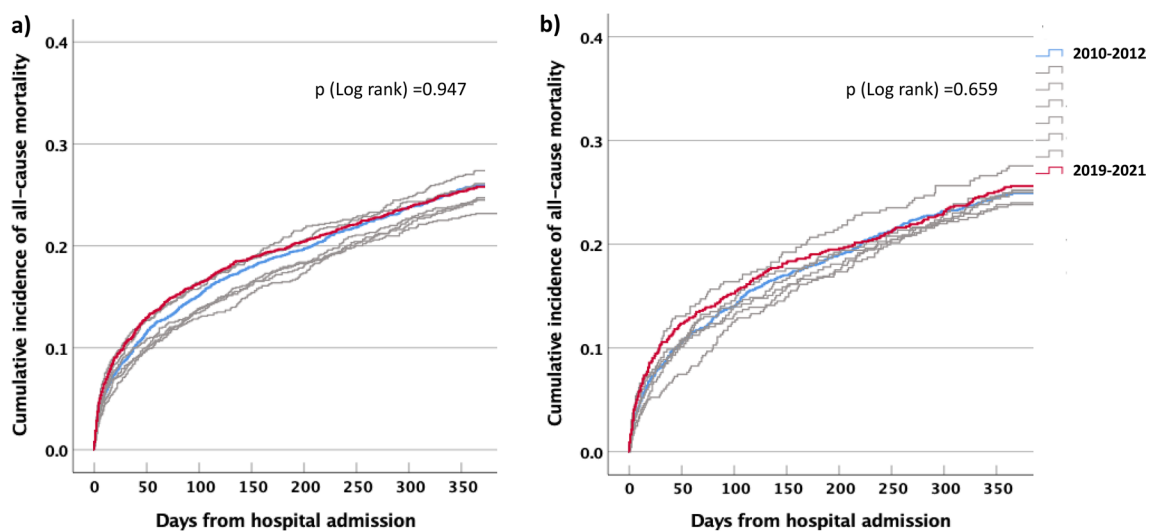 a)
Cumulative incidence of all-cause mortality
0.4
0.3
0.2
0.1
0.0
p (Log rank) =0.947
0 50 100 150 200 250 300 350
Days from hospital admission
b)
Cumulative incidence of all-cause mortality
0.4
0.3
0.2
0.1
0.0
p (Log rank) =0.659
0 50 100 150 200 250 300 350
Days from hospital admission
2010-2012
2019-2021